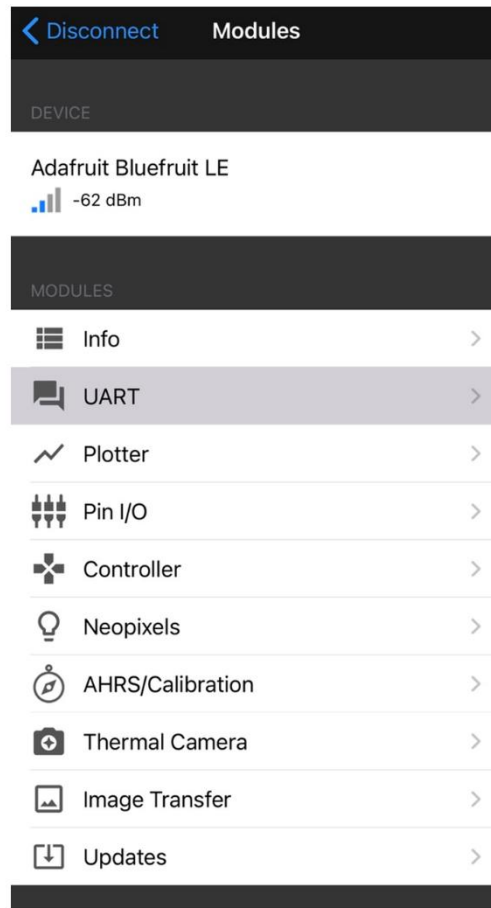 Disconnect Modules
DEVICE
Adafruit Bluefruit LE
-62 dBm
MODULES
Info
UART
Plotter
Pin I/O
Controller
Neopixels
AHRS/Calibration
Thermal Camera
Image Transfer
Updates